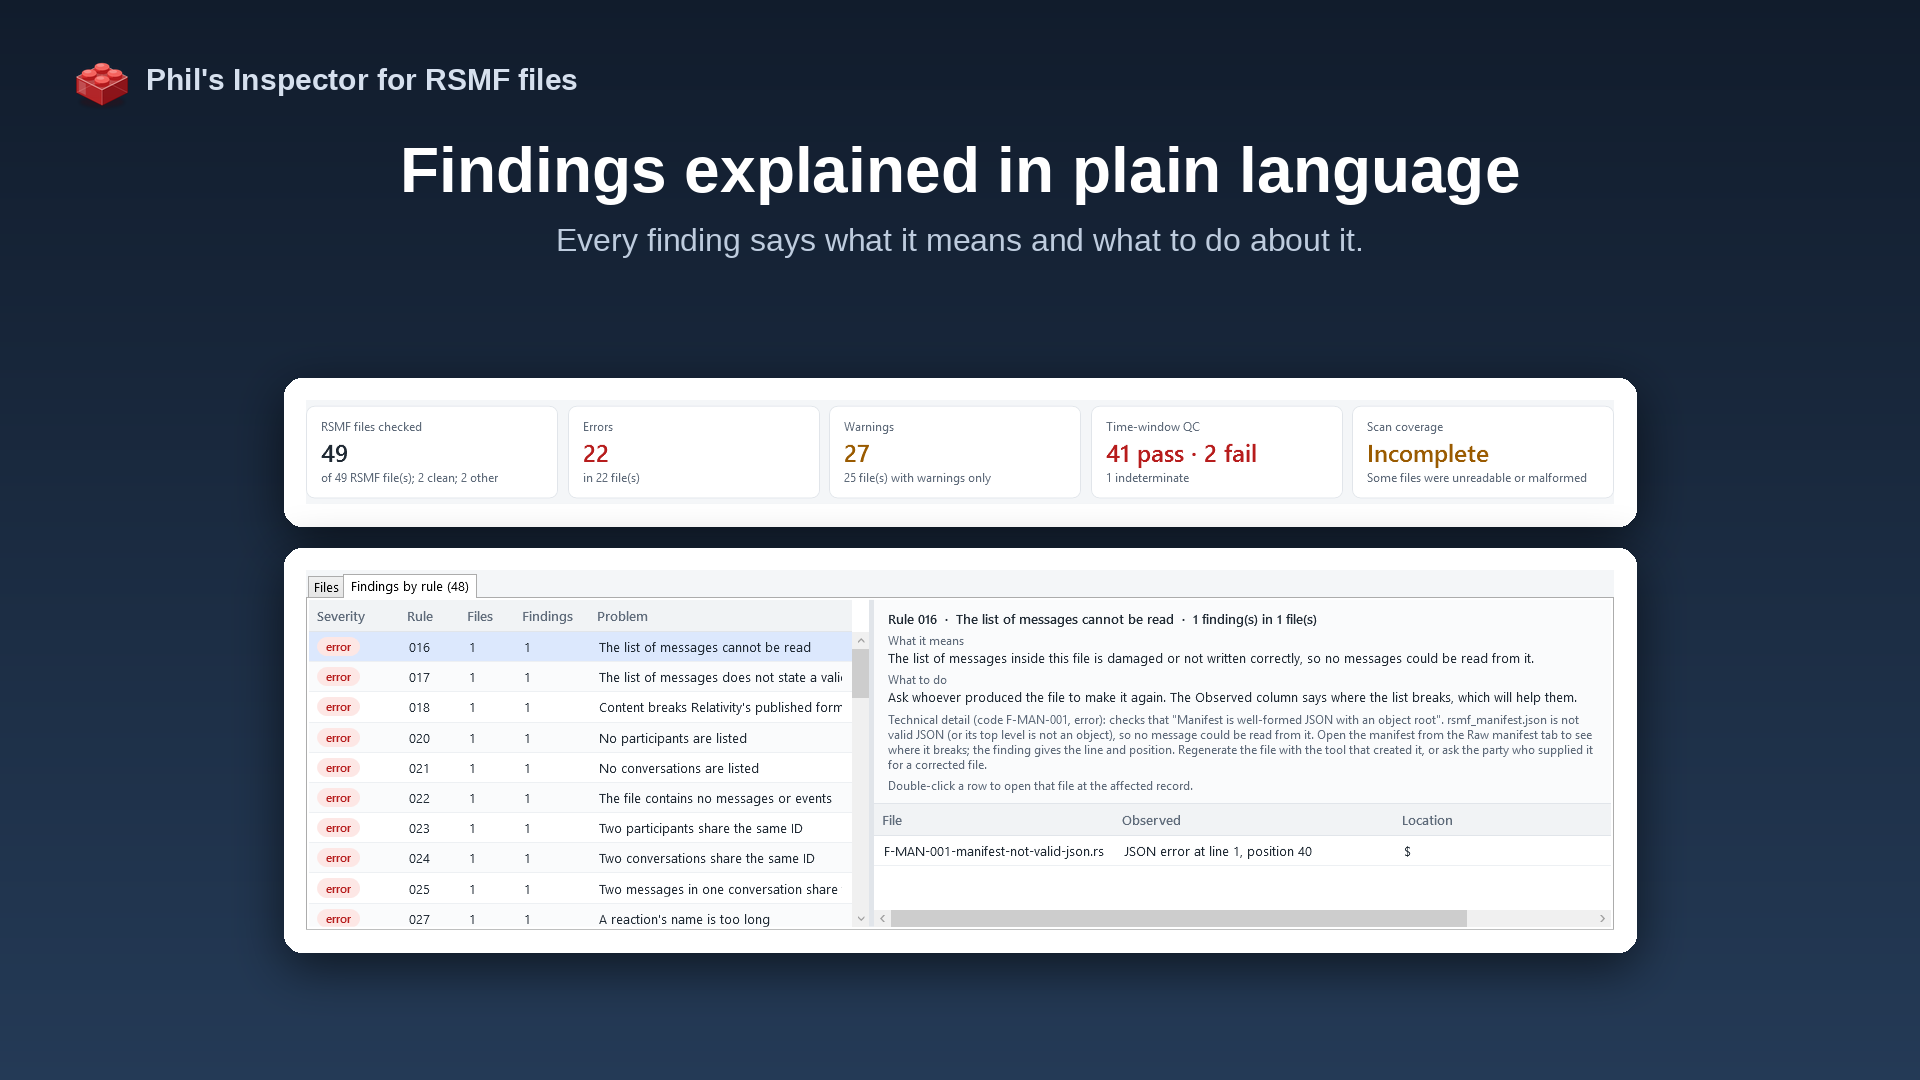 Phil's Inspector for RSMF files
Findings explained in plain language
Every finding says what it means and what to do about it.
RSMF files checked
49
of 49 RSMF file(s); 2 clean; 2 other
Errors
22
in 22 file(s)
Warnings
27
25 file(s) with warnings only
Time-window QC
41 pass · 2 fail
1 indeterminate
Scan coverage
Incomplete
Some files were unreadable or malformed
Files Findings by rule (48)
Severity Rule Files Findings Problem
error 016 1 1 The list of messages cannot be read
error 017 1 1 The list of messages does not state a
error 018 1 1 Content breaks Relativity's published form
error 020 1 1 No participants are listed
error 021 1 1 No conversations are listed
error 022 1 1 The file contains no messages or events
error 023 1 1 Two participants share the same ID
error 024 1 1 Two conversations share the same ID
error 025 1 1 Two messages in one conversation share
error 027 1 1 A reaction's name is too long
Rule 016 · The list of messages cannot be read · 1 finding(s) in 1 file(s)
What it means
The list of messages inside this file is damaged or not written correctly, so no messages could be read from it.
What to do
Ask whoever produced the file to make it again. The Observed column says where the list breaks, which will help them.
Technical detail (code F-MAN-001, error): checks that "Manifest is well-formed JSON with an object root". rsmf_manifest.json is not
valid JSON (or its top level is not an object), so no message could be read from it. Open the manifest from the Raw manifest tab to see
where it breaks; the finding gives the line and position. Regenerate the file with the tool that created it, or ask the party who supplied it
for a corrected file.
Double-click a row to open that file at the affected record.
File Observed Location
F-MAN-001-manifest-not-valid-json.rs JSON error at line 1, position 40 $